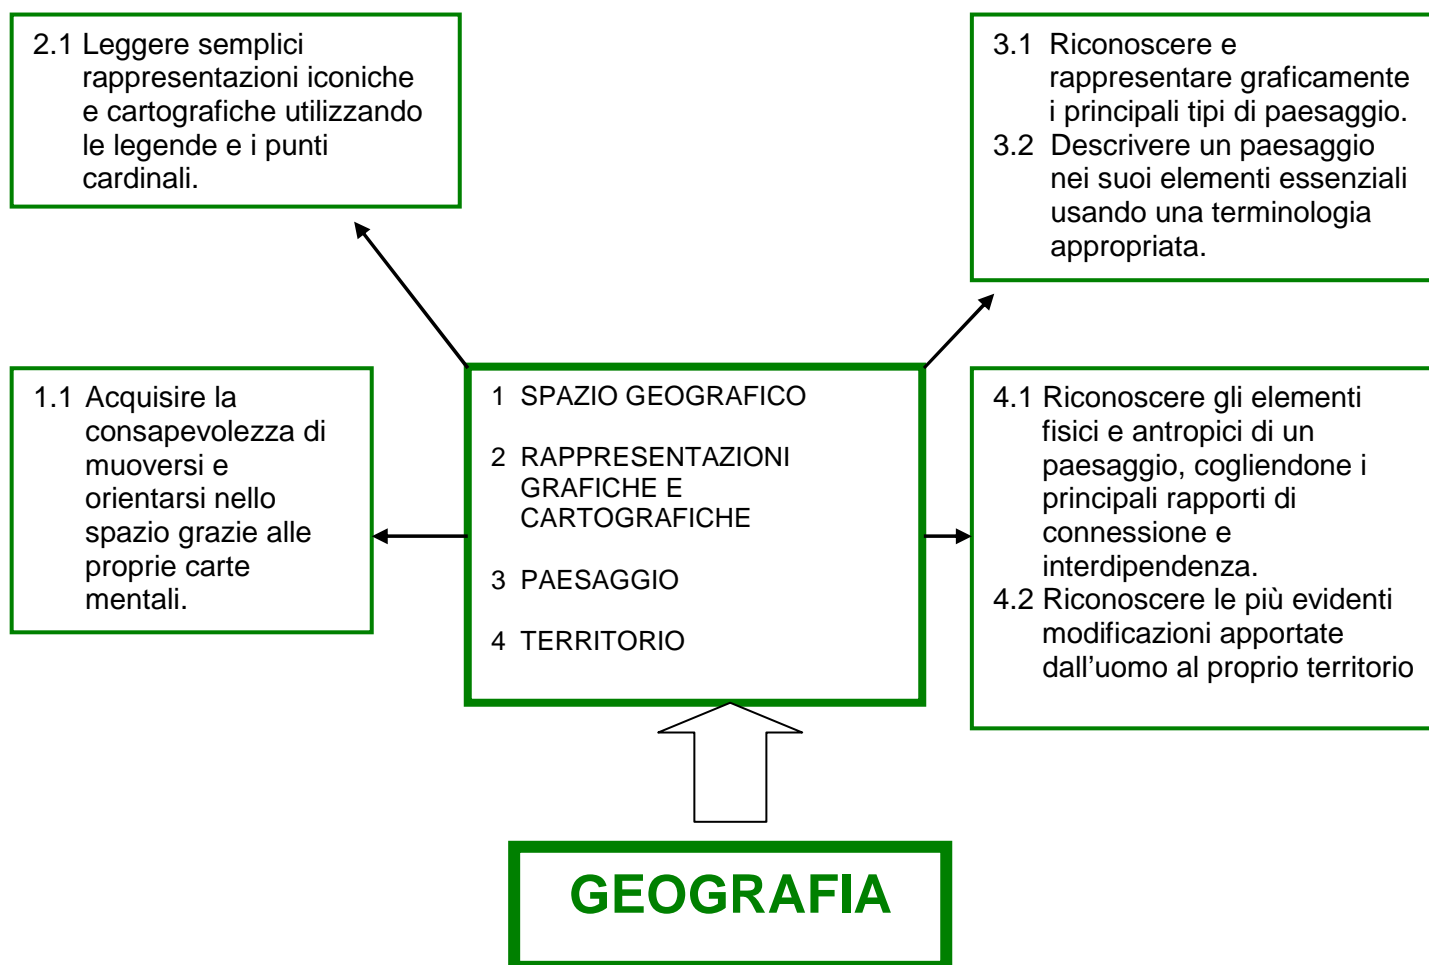 2.1 Leggere semplici
rappresentazioni iconiche
e cartografiche utilizzando
le legende e i punti
cardinali.
3.1 Riconoscere e
rappresentare graficamente
i principali tipi di paesaggio.
3.2 Descrivere un paesaggio
nei suoi elementi essenziali
usando una terminologia
appropriata.
1.1 Acquisire la
consapevolezza di
muoversi e
orientarsi nello
spazio grazie alle
proprie carte
mentali.
1 SPAZIO GEOGRAFICO
2 RAPPRESENTAZIONI
GRAFICHE E
CARTOGRAFICHE
3 PAESAGGIO
4 TERRITORIO
4.1 Riconoscere gli elementi
fisici e antropici di un
paesaggio, cogliendone i
principali rapporti di
connessione e
interdipendenza.
4.2 Riconoscere le più evidenti
modificazioni apportate
dall’uomo al proprio territorio
GEOGRAFIA